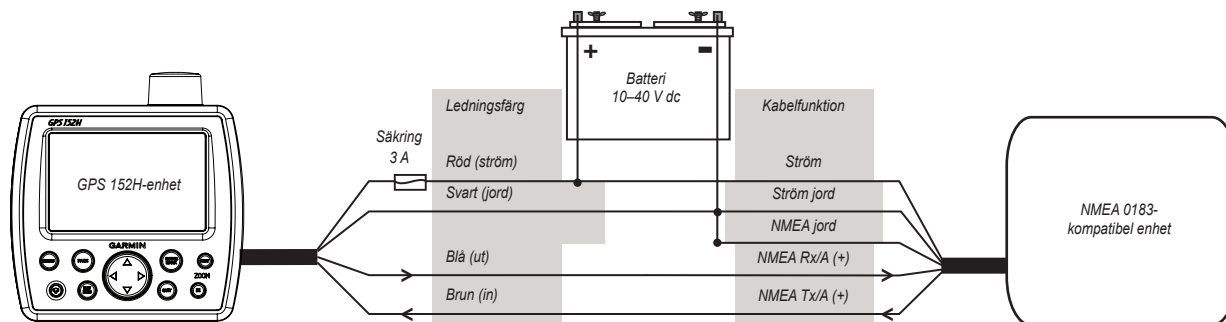 +
-
Batteri
10–40 V dc
Ledningsfärg
Kabelfunktion
GPS 152H
Säkring
3 A
GPS 152H-enhet
Röd (ström)
Ström
Svart (jord)
Ström jord
NMEA jord
NMEA 0183-
kompatibel enhet
GARMIN
Blå (ut)
NMEA Rx/A (+)
ZOOM
Brun (in)
NMEA Tx/A (+)